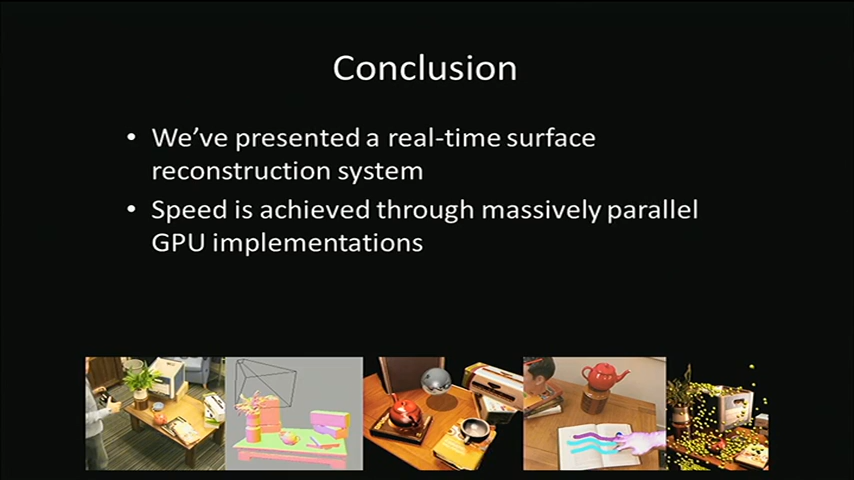 Conclusion
• We've presented a real-time surface
reconstruction system
• Speed is achieved through massively parallel
GPU implementations